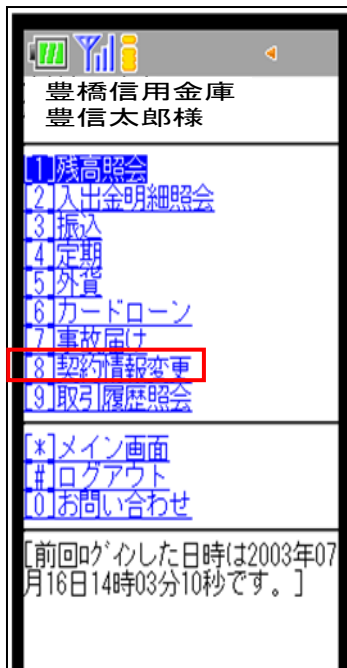 豊橋信用金庫
豊信太郎様
[1]残高照会
[2]入出金明細照会
[3]振込
[4]定期
[5]外貨
[6]カードローン
[7]事故届け
[8]契約情報変更
[9]取引履歴照会
[*]メイン画面
[#]ログアウト
[0]お問い合わせ
[前回ﾛｸﾞｲﾝした日時は2003年07
月16日14時03分10秒です。]